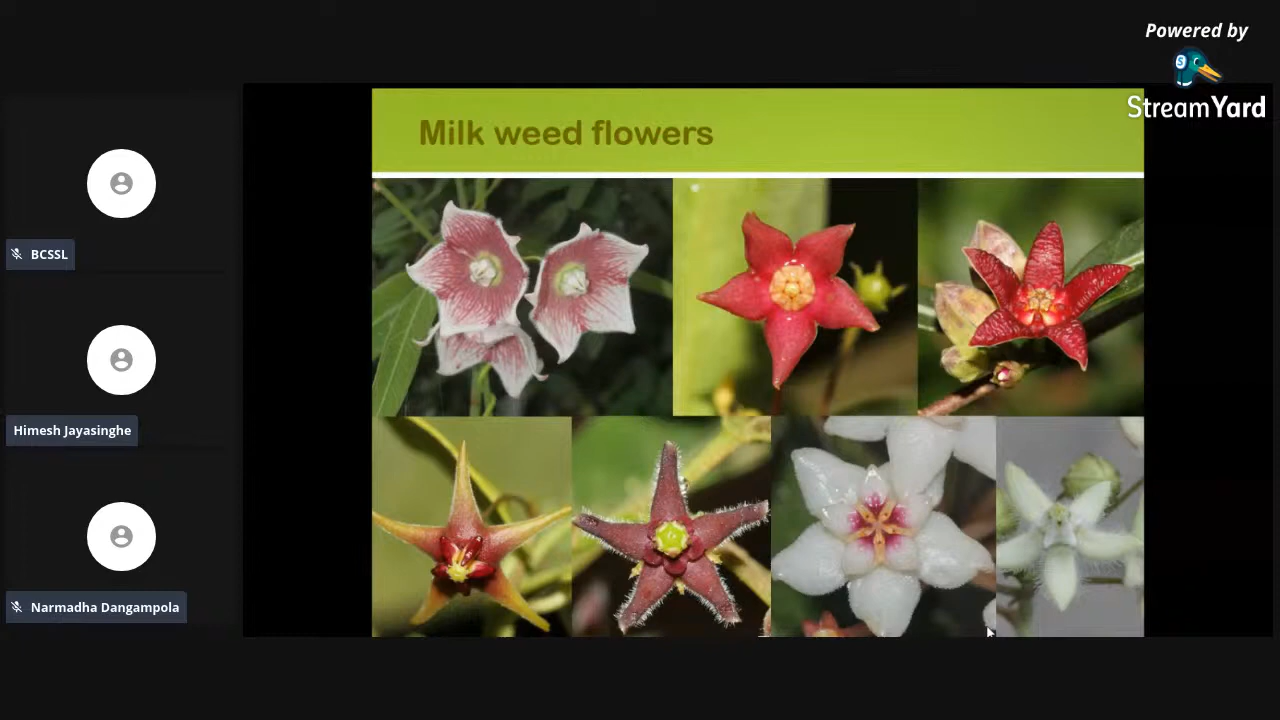 Powered by
StreamYard
Milk weed flowers
BCSSL
Himesh Jayasinghe
Narmadha Dangampola